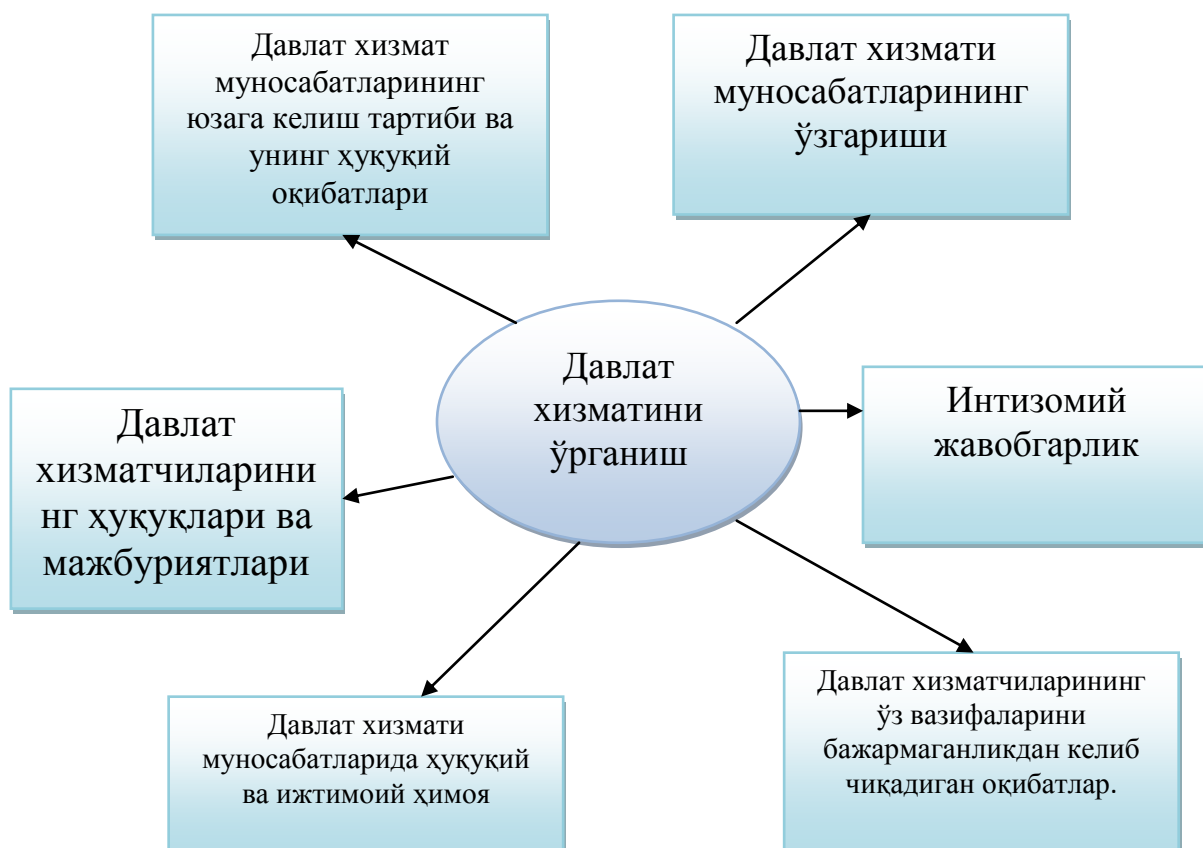 Давлат хизмат
муносабатларининг
юзага келиш тартиби ва
унинг ҳуқуқий
оқибатлари
Давлат хизмати
муносабатларининг
ўзгариши
Давлат
хизматини
ўрганиш
Интизомий
жавобгарлик
Давлат
хизматчиларини
нг ҳуқуқлари ва
мажбуриятлари
Давлат хизмати
муносабатларида ҳуқуқий
ва ижтимоий ҳимоя
Давлат хизматчиларининг
ўз вазифаларини
бажармаганликдан келиб
чиқадиган оқибатлар.